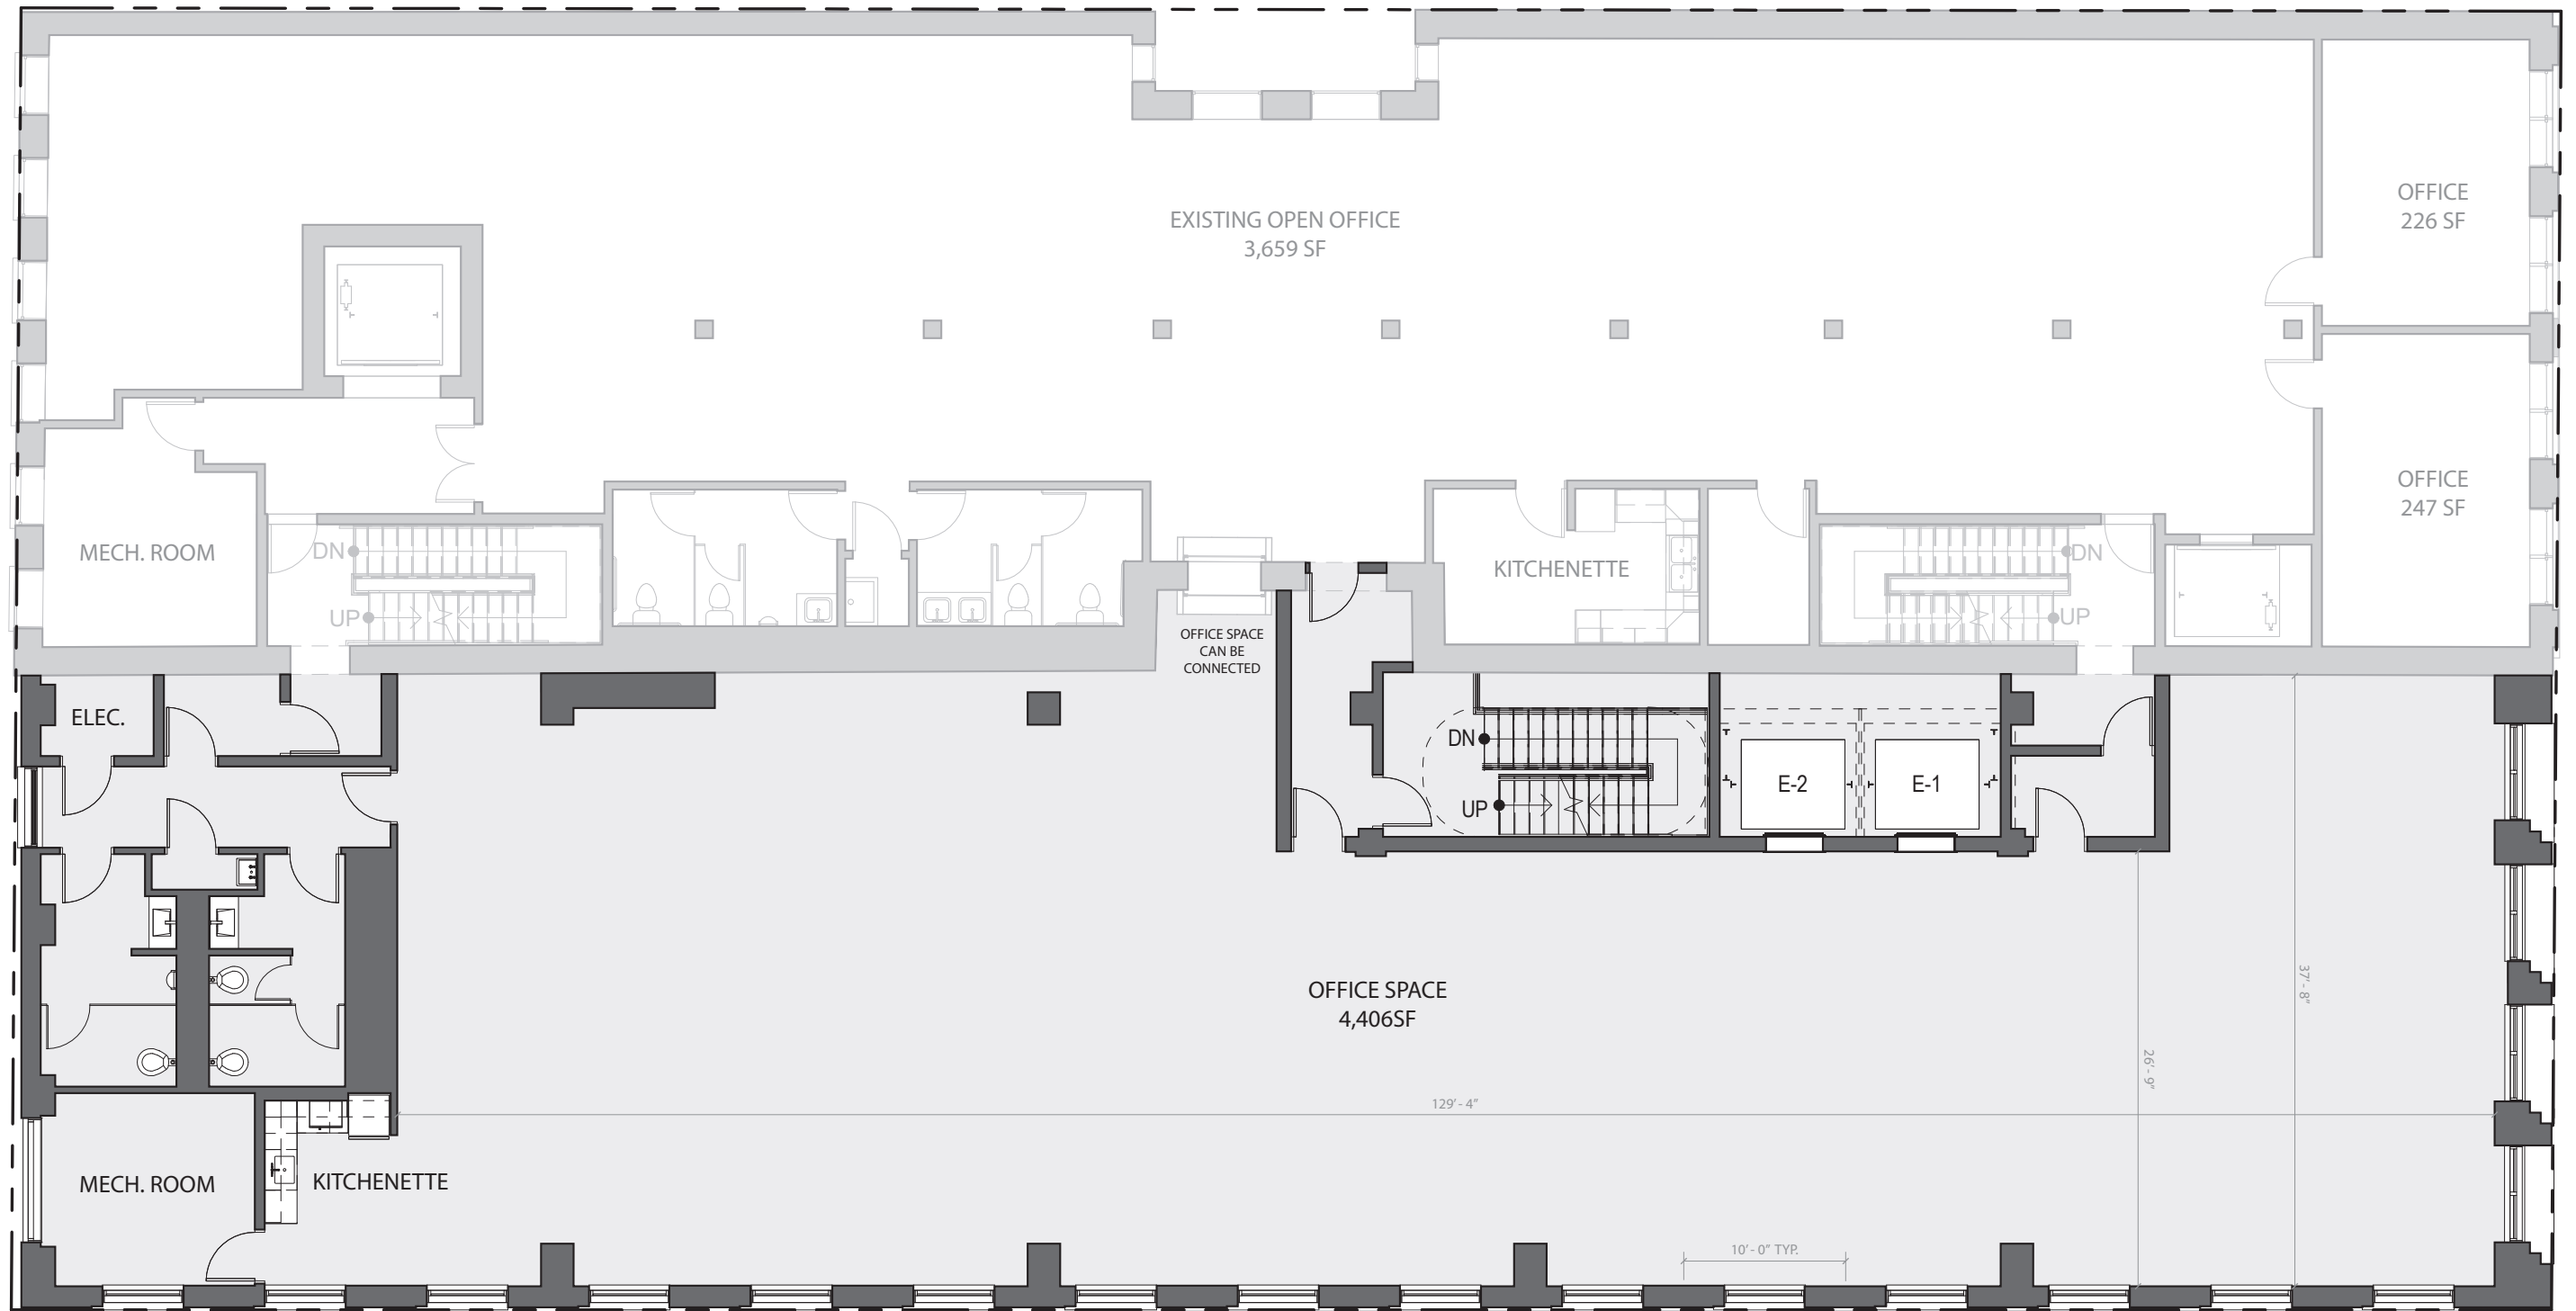 EXISTING OPEN OFFICE
3,659 SF
OFFICE
226 SF
OFFICE
247 SF
MECH. ROOM
DN
UP
KITCHENETTE
DN
UP
OFFICE SPACE
CAN BE
CONNECTED
ELEC.
DN
UP
E-2
E-1
OFFICE SPACE
4,406SF
37'- 8"
26'- 9"
129'- 4"
MECH. ROOM
KITCHENETTE
10'- 0" TYP.